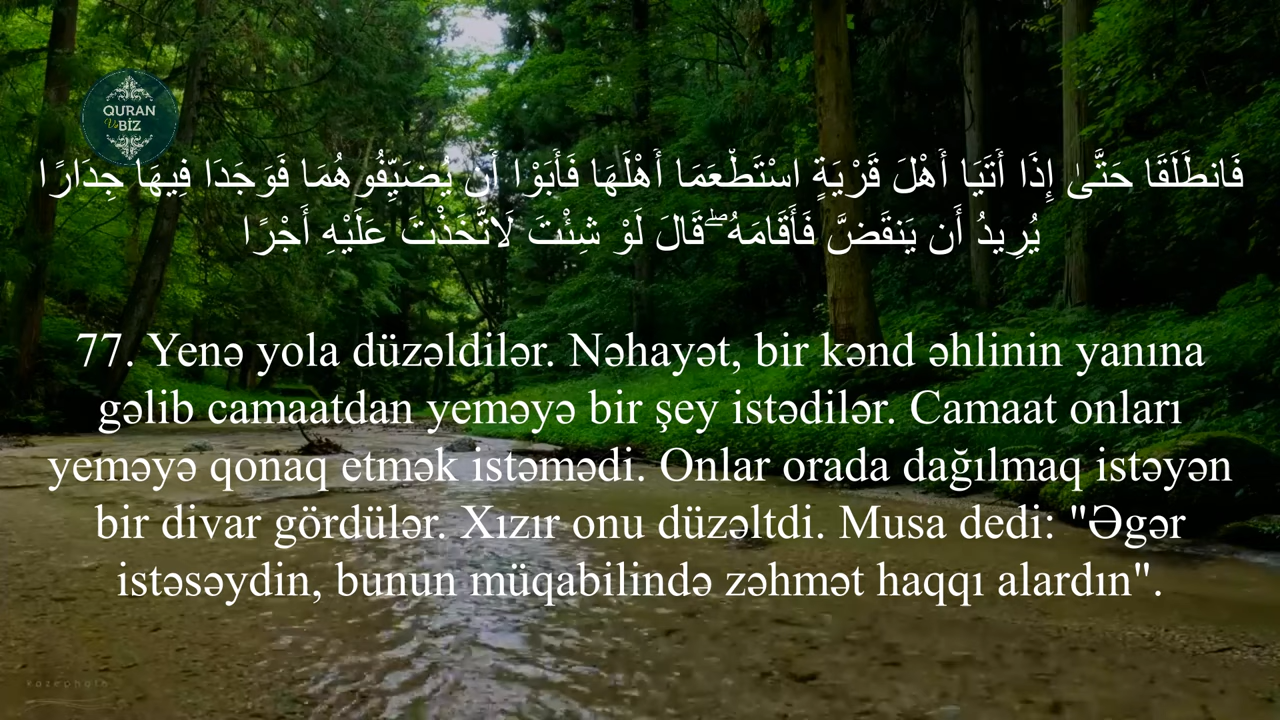 QURAN
Və
BİZ
فَانطَلَقَا حَتَّىٰ إِذَا أَتَيَا أَهْلَ قَرْيَةٍ اسْتَطْعَمَا أَهْلَهَا فَأَبَوْا أَن يُضَيِّفُوهُمَا فَوَجَدَا فِيهَا جِدَارًا
يُرِيدُ أَن يَنقَضَّ فَأَقَامَهُ ۖ قَالَ لَوْ شِئْتَ لَاتَّخَذْتَ عَلَيْهِ أَجْرًا
77. Yenə yola düzəldilər. Nəhayət, bir kənd əhlinin yanına
gəlib camaatdan yeməyə bir şey istədilər. Camaat onları
yeməyə qonaq etmək istəmədi. Onlar orada dağılmaq istəyən
bir divar gördülər. Xızır onu düzəltdi. Musa dedi: "Əgər
istəsəydin, bunun müqabilində zəhmət haqqı alardın".